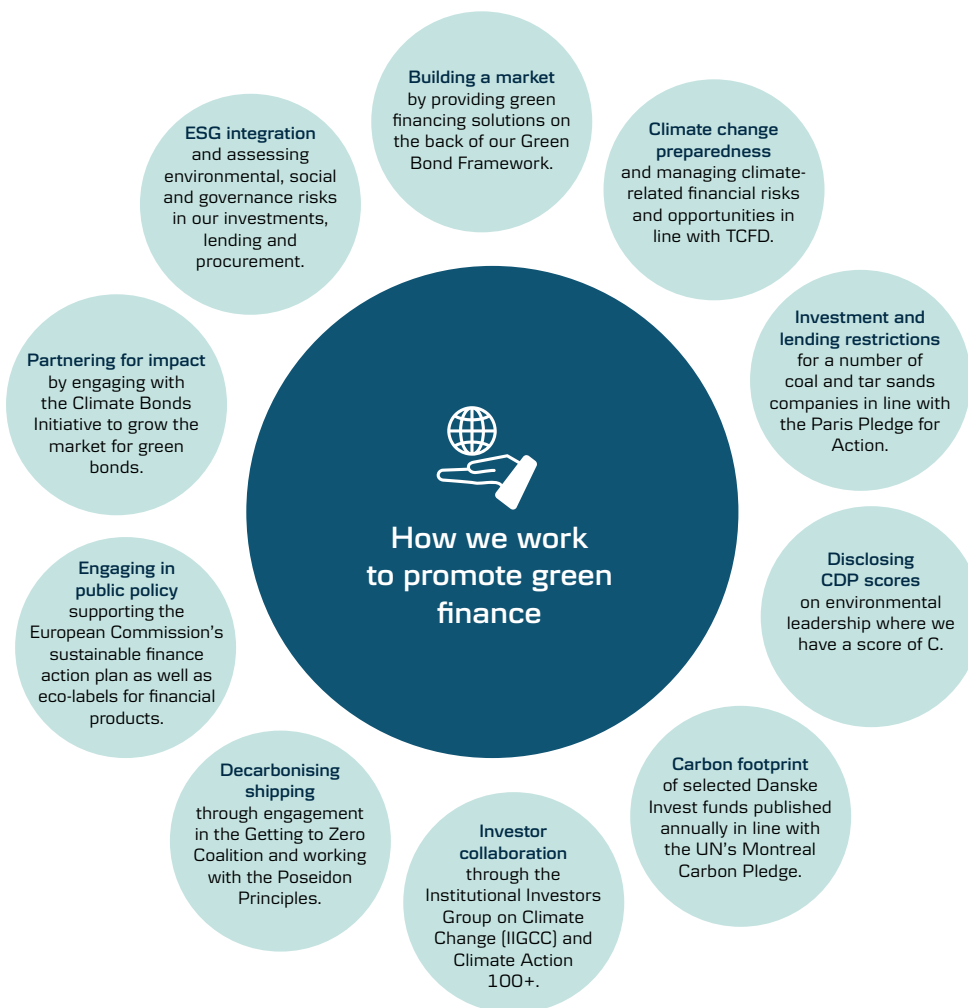 Building a market
by providing green
financing solutions on
the back of our Green
Bond Framework.
Climate change
preparedness
and managing climate-
related financial risks
and opportunities in
line with TCFD.
Investment and
lending restrictions
for a number of
coal and tar sands
companies in line with
the Paris Pledge for
Action.
Disclosing
CDP scores
on environmental
leadership where we
have a score of C.
Carbon footprint
of selected Danske
Invest funds published
annually in line with
the UN's Montreal
Carbon Pledge.
Investor
collaboration
through the
Institutional Investors
Group on Climate
Change (IIGCC) and
Climate Action
100+.
Decarbonising
shipping
through engagement
in the Getting to Zero
Coalition and working
with the Poseidon
Principles.
Engaging in
public policy
supporting the
European Commission's
sustainable finance
action plan as well as
eco-labels for financial
products.
Partnering for impact
by engaging with
the Climate Bonds
Initiative to grow the
market for green
bonds.
ESG integration
and assessing
environmental, social
and governance risks
in our investments,
lending and
procurement.
How we work
to promote green
finance